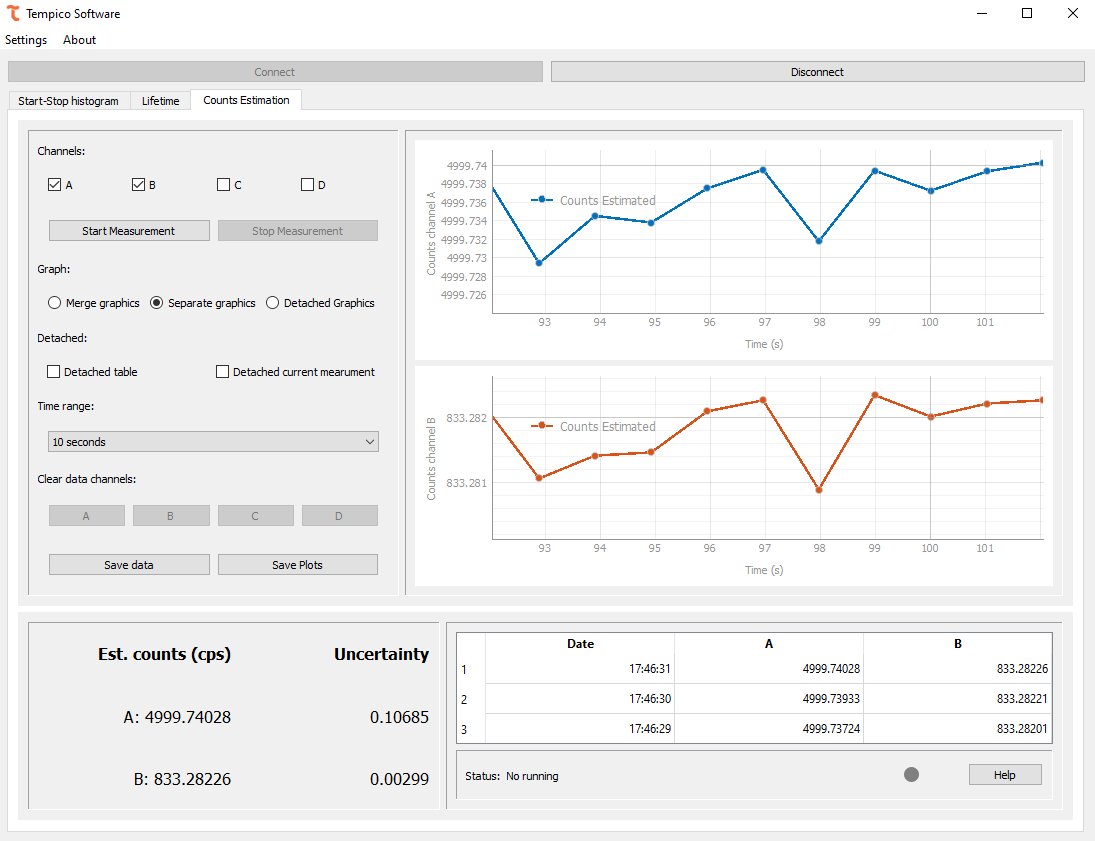 Tempico Software
Settings About
Connect Disconnect
Start-Stop histogram Lifetime Counts Estimation
Channels:
A B C D
Start Measurement Stop Measurement
Graph:
Merge graphics Separate graphics Detached Graphics
Detached:
Detached table Detached current mearument
Time range:
10 seconds
Clear data channels:
A B C D
Save data Save Plots
Counts channel A
4999.74
4999.738
4999.736
4999.734
4999.732
4999.73
4999.728
4999.726
Counts Estimated
93 94 95 96 97 98 99 100 101
Time (s)
Counts channel B
833.282
833.281
Counts Estimated
93 94 95 96 97 98 99 100 101
Time (s)
Est. counts (cps) Uncertainty
A: 4999.74028 0.10685
B: 833.28226 0.00299
Date A B
1 17:46:31 4999.74028 833.28226
2 17:46:30 4999.73933 833.28221
3 17:46:29 4999.73724 833.28201
Status: No running Help